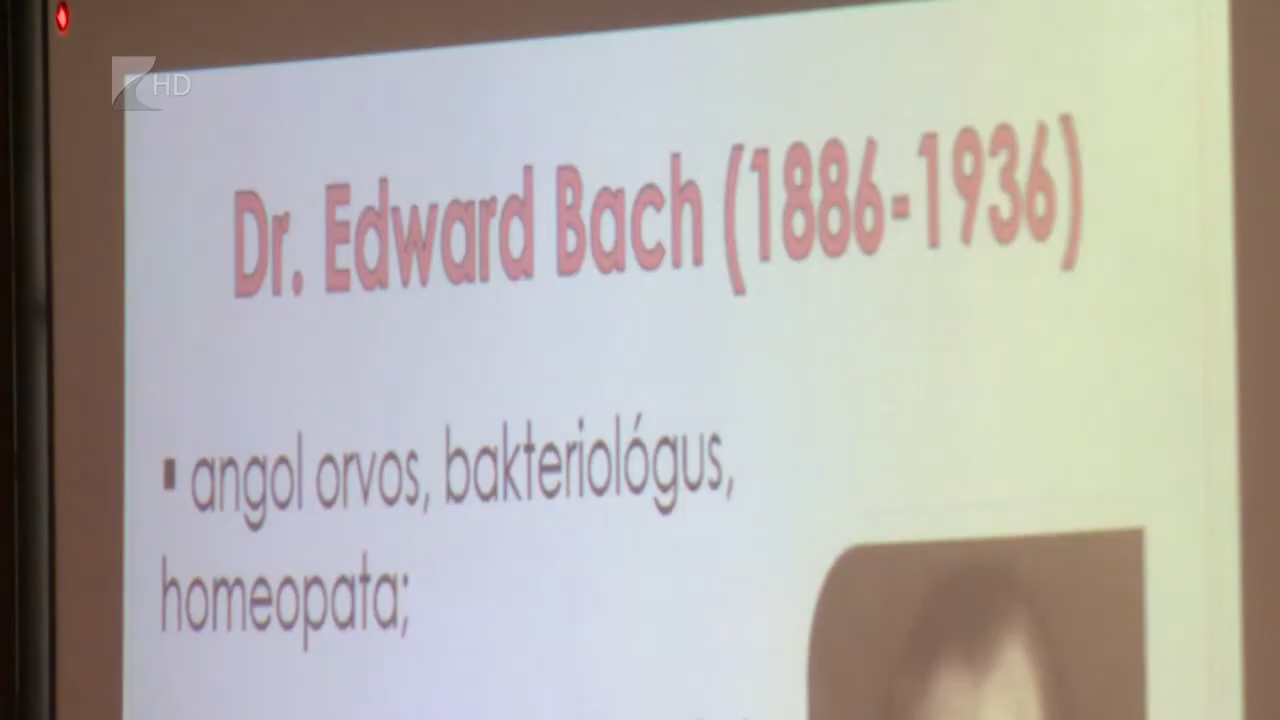 HD
Dr. Edward Bach (1886-1936)
▪ angol orvos, bakteriológus,
homeopata;